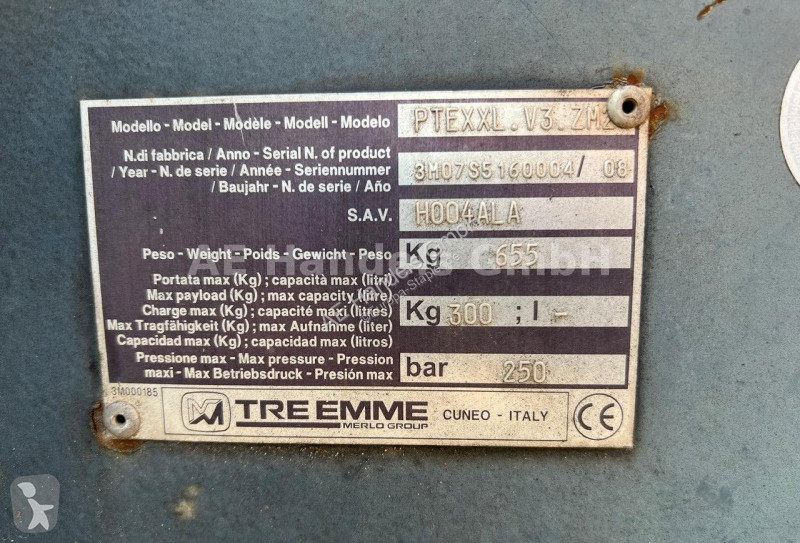 Modello - Model - Modèle - Modell - Modelo PTEXXL.V3.ZM2
N.di fabbrica / Anno - Serial N. of product
/ Year - N. de serie / Année - Seriennummer 3M07S5160004/ 08
/ Baujahr - N. de serie / Año
S.A.V. H004ALA
Peso - Weight - Poids - Gewicht - Peso Kg 655
AE Handels GmbH
Portata max (Kg) ; capacità max (litri)
Max payload (Kg) ; max capacity (litre)
Charge max (Kg) ; capacité maxi (litres) Kg 300 ; l -
Max Tragfähigkeit (Kg) ; max Aufnahme (liter)
Capacidad max (Kg) ; capacidad max (litros)
Pressione max - Max pressure - Pression
maxi - Max Betriebsdruck - Presión max bar 250
3M000185
TRE EMME
MERLO GROUP
CUNEO - ITALY
CE